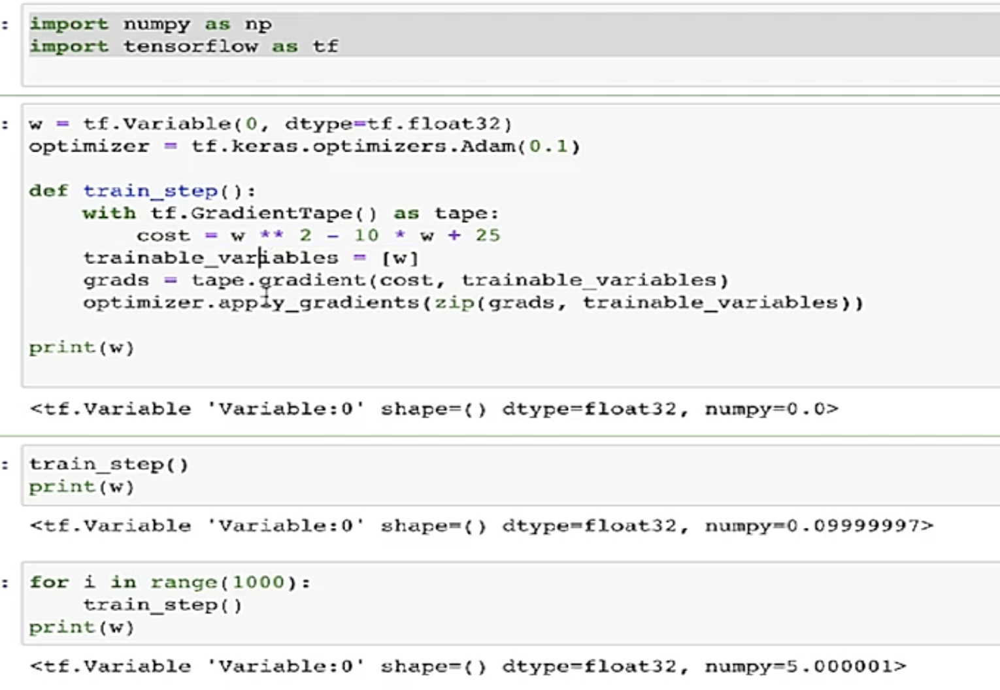 import numpy as np
import tensorflow as tf
w = tf.Variable(0, dtype=tf.float32)
optimizer = tf.keras.optimizers.Adam(0.1)
def train_step():
    with tf.GradientTape() as tape:
        cost = w ** 2 - 10 * w + 25
    trainable_variables = [w]
    grads = tape.gradient(cost, trainable_variables)
    optimizer.apply_gradients(zip(grads, trainable_variables))
print(w)
<tf.Variable 'Variable:0' shape=() dtype=float32, numpy=0.0>
train_step()
print(w)
<tf.Variable 'Variable:0' shape=() dtype=float32, numpy=0.09999997>
for i in range(1000):
    train_step()
print(w)
<tf.Variable 'Variable:0' shape=() dtype=float32, numpy=5.000001>